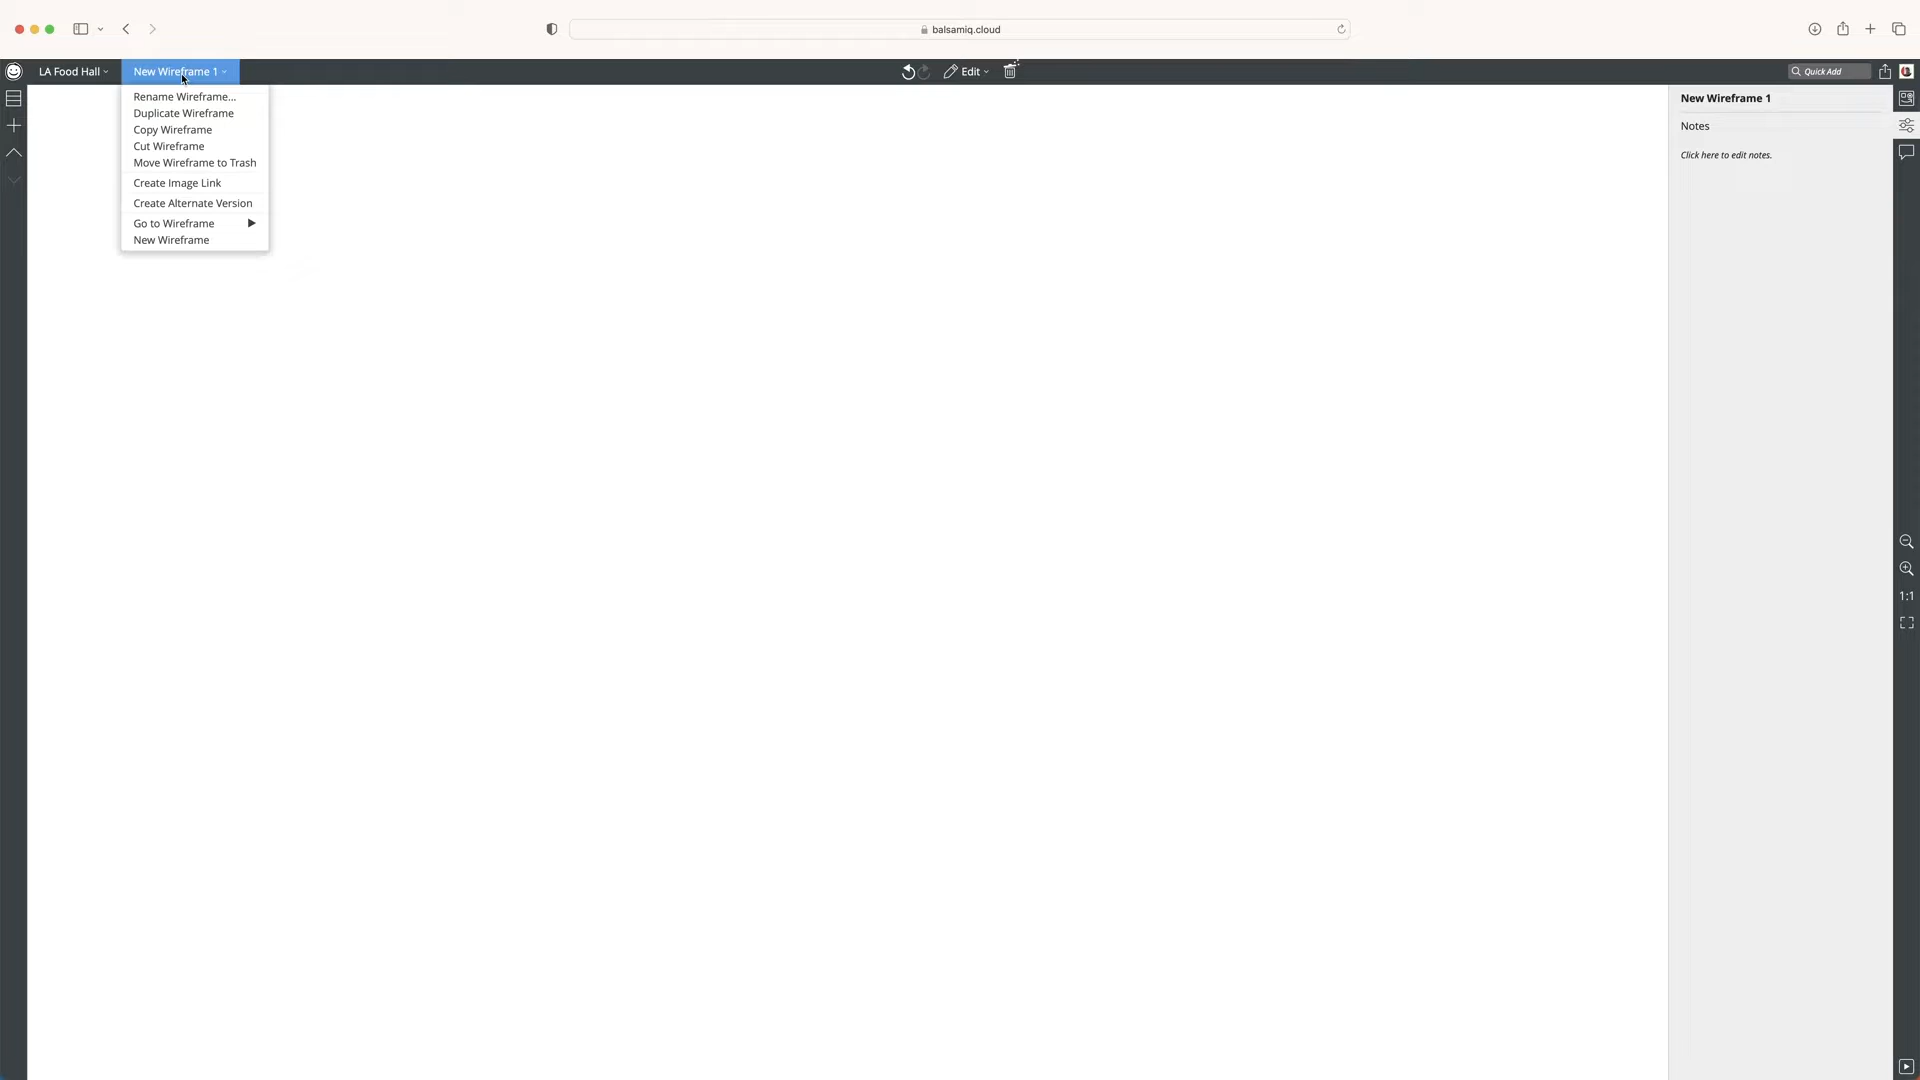 balsamiq.cloud
LA Food Hall
New Wireframe 1
Edit
Quick Add
Rename Wireframe...
Duplicate Wireframe
Copy Wireframe
Cut Wireframe
Move Wireframe to Trash
Create Image Link
Create Alternate Version
Go to Wireframe
New Wireframe
New Wireframe 1
Notes
Click here to edit notes.
1:1